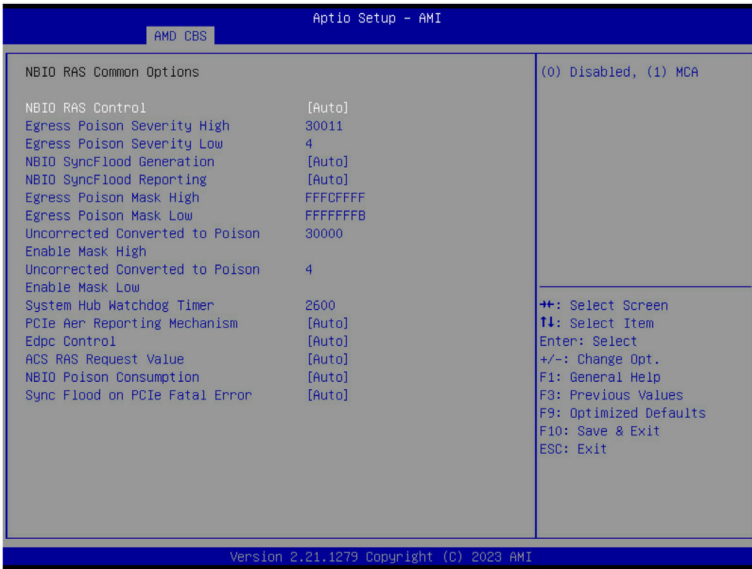 Aptio Setup – AMI
AMD CBS
NBIO RAS Common Options
(0) Disabled, (1) MCA
NBIO RAS Control [Auto]
Egress Poison Severity High 30011
Egress Poison Severity Low 4
NBIO SyncFlood Generation [Auto]
NBIO SyncFlood Reporting [Auto]
Egress Poison Mask High FFFCFFFF
Egress Poison Mask Low FFFFFFFB
Uncorrected Converted to Poison 30000
Enable Mask High
Uncorrected Converted to Poison 4
Enable Mask Low
System Hub Watchdog Timer 2600
PCIe Aer Reporting Mechanism [Auto]
Edpc Control [Auto]
ACS RAS Request Value [Auto]
NBIO Poison Consumption [Auto]
Sync Flood on PCIe Fatal Error [Auto]
→←: Select Screen
↑↓: Select Item
Enter: Select
+/-: Change Opt.
F1: General Help
F3: Previous Values
F9: Optimized Defaults
F10: Save & Exit
ESC: Exit
Version 2.21.1279 Copyright (C) 2023 AMI